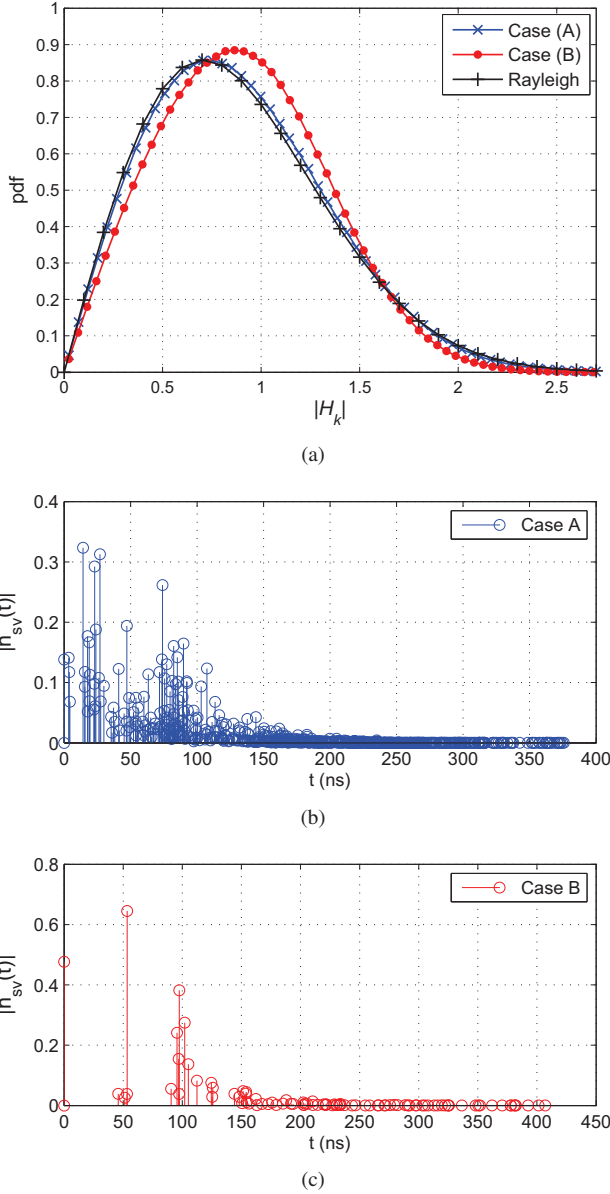 1
0.9
0.8
0.7
0.6
0.5
0.4
0.3
0.2
0.1
0
pdf
Case (A)
Case (B)
Rayleigh
0 0.5 1 1.5 2 2.5
|H_k|
(a)
0.4
0.3
0.2
0.1
0
|h_sv(t)|
Case A
0 50 100 150 200 250 300 350 400
t (ns)
(b)
0.8
0.6
0.4
0.2
0
|h_sv(t)|
Case B
0 50 100 150 200 250 300 350 400 450
t (ns)
(c)